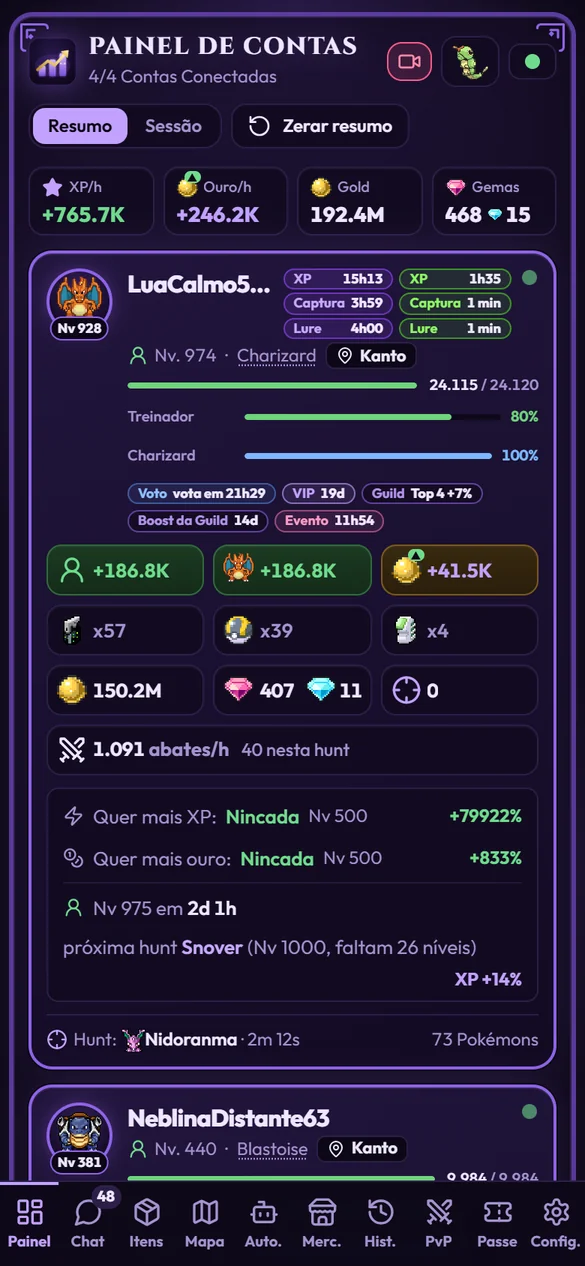 PAINEL DE CONTAS
4/4 Contas Conectadas
Resumo Sessão Zerar resumo
XP/h Ouro/h Gold Gemas
+765.7K +246.2K 192.4M 468 15
LuaCalmo5... XP 15h13 XP 1h35
Captura 3h59 Captura 1 min
Nv 928 Lure 4h00 Lure 1 min
Nv. 974 · Charizard Kanto
24.115 / 24.120
Treinador 80%
Charizard 100%
Voto vota em 21h29 VIP 19d Guild Top 4 +7%
Boost da Guild 14d Evento 11h54
+186.8K +186.8K +41.5K
x57 x39 x4
150.2M 407 11 0
1.091 abates/h 40 nesta hunt
Quer mais XP: Nincada Nv 500 +79922%
Quer mais ouro: Nincada Nv 500 +833%
Nv 975 em 2d 1h
próxima hunt Snover (Nv 1000, faltam 26 níveis)
XP +14%
Hunt: Nidoranma · 2m 12s 73 Pokémons
NeblinaDistante63
Nv. 440 · Blastoise Kanto
Nv 381
9.984 / 9.984
48
Painel Chat Itens Mapa Auto. Merc. Hist. PvP Passe Config.